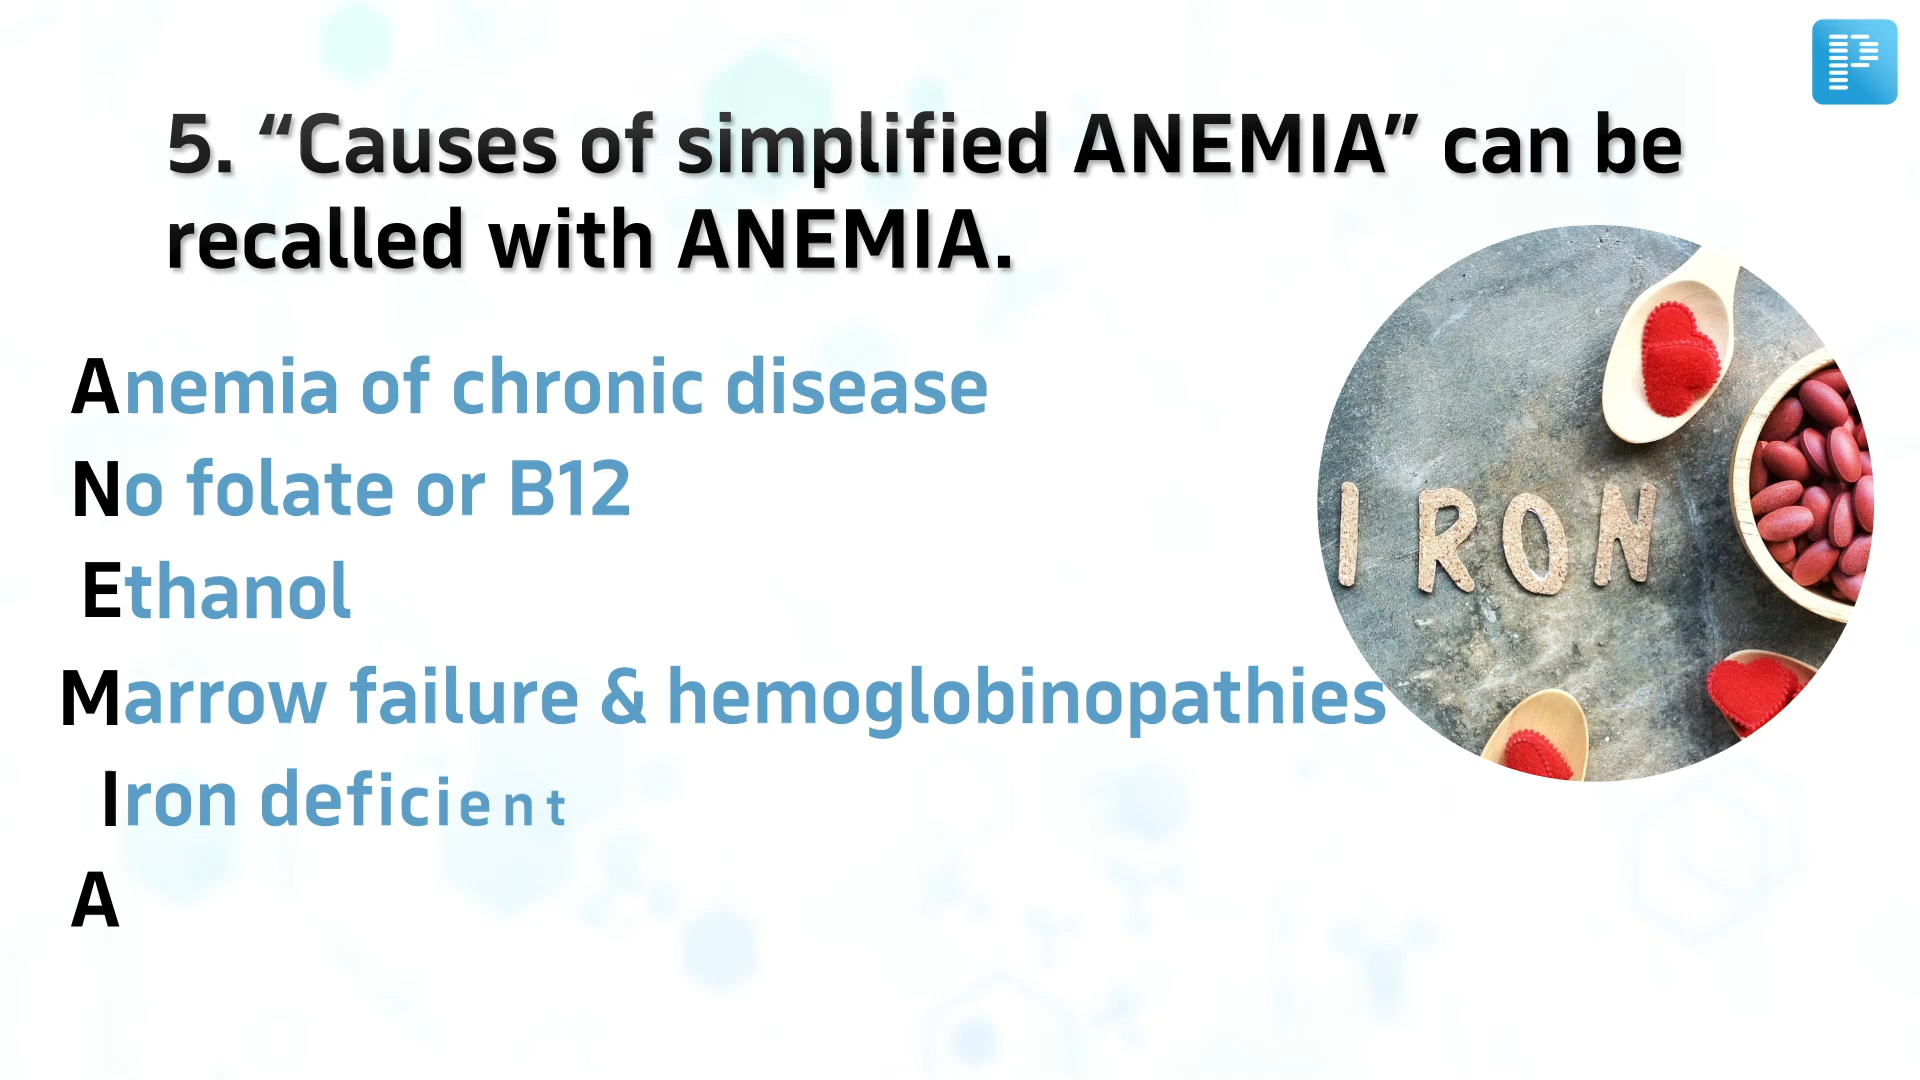 5. “Causes of simplified ANEMIA” can be
recalled with ANEMIA.
Anemia of chronic disease
No folate or B12
Ethanol
Marrow failure & hemoglobinopathies
Iron deficient
A
IRON
P